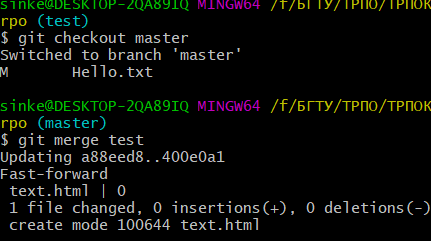 sinke@DESKTOP-2QA89IQ MINGW64 /f/БГТУ/ТРПО/ТРПОК
rpo (test)
$ git checkout master
Switched to branch 'master'
M       Hello.txt
sinke@DESKTOP-2QA89IQ MINGW64 /f/БГТУ/ТРПО/ТРПОК
rpo (master)
$ git merge test
Updating a88eed8..400e0a1
Fast-forward
 text.html | 0
 1 file changed, 0 insertions(+), 0 deletions(-)
 create mode 100644 text.html